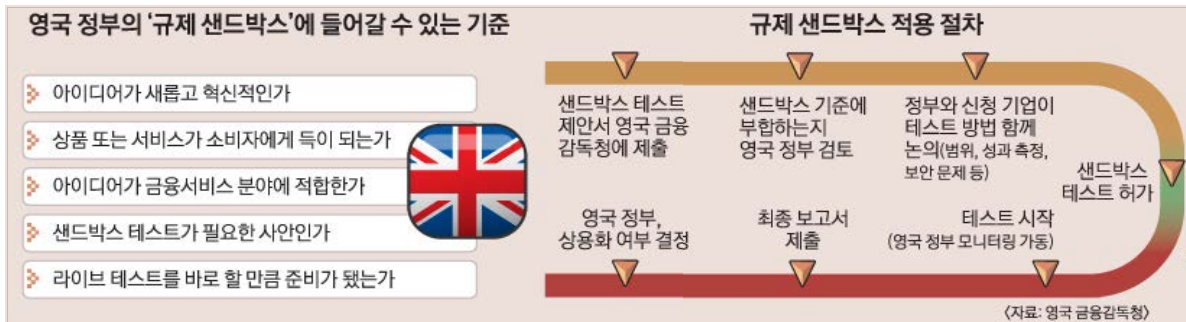 영국 정부의 ‘규제 샌드박스’에 들어갈 수 있는 기준
아이디어가 새롭고 혁신적인가
상품 또는 서비스가 소비자에게 득이 되는가
아이디어가 금융서비스 분야에 적합한가
샌드박스 테스트가 필요한 사안인가
라이브 테스트를 바로 할 만큼 준비가 됐는가
규제 샌드박스 적용 절차
샌드박스 테스트
제안서 영국 금융
감독청에 제출
샌드박스 기준에
부합하는지
영국 정부 검토
정부와 신청 기업이
테스트 방법 함께
논의(범위, 성과 측정,
보안 문제 등)
샌드박스
테스트 허가
테스트 시작
(영국 정부 모니터링 가동)
최종 보고서
제출
영국 정부,
상용화 여부 결정
〈자료: 영국 금융감독청〉